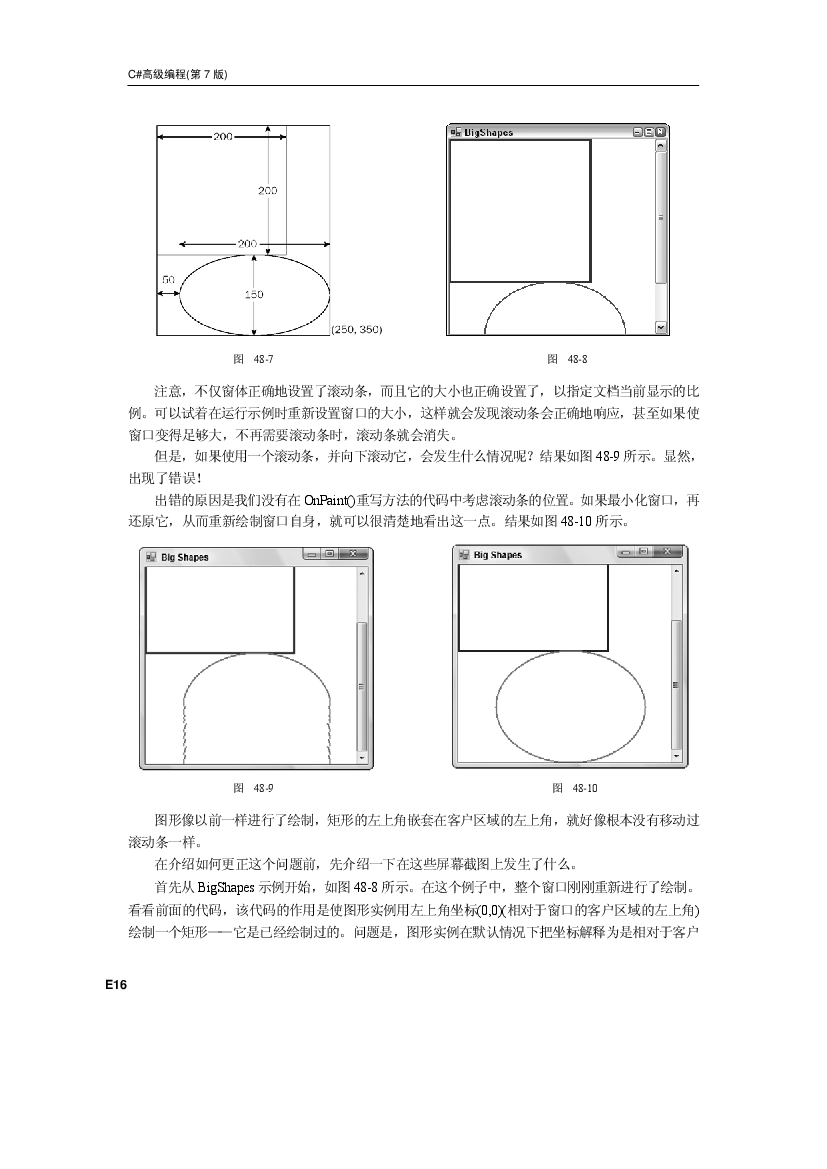 C#高级编程(第 7 版)
200
200
200
50
150
(250, 350)
BigShapes
图 48-7
图 48-8
注意，不仅窗体正确地设置了滚动条，而且它的大小也正确设置了，以指定文档当前显示的比
例。可以试着在运行示例时重新设置窗口的大小，这样就会发现滚动条会正确地响应，甚至如果使
窗口变得足够大，不再需要滚动条时，滚动条就会消失。
但是，如果使用一个滚动条，并向下滚动它，会发生什么情况呢？结果如图 48-9 所示。显然，
出现了错误！
出错的原因是我们没有在 OnPaint()重写方法的代码中考虑滚动条的位置。如果最小化窗口，再
还原它，从而重新绘制窗口自身，就可以很清楚地看出这一点。结果如图 48-10 所示。
Big Shapes
Big Shapes
图 48-9
图 48-10
图形像以前一样进行了绘制，矩形的左上角嵌套在客户区域的左上角，就好像根本没有移动过
滚动条一样。
在介绍如何更正这个问题前，先介绍一下在这些屏幕截图上发生了什么。
首先从 BigShapes 示例开始，如图 48-8 所示。在这个例子中，整个窗口刚刚重新进行了绘制。
看看前面的代码，该代码的作用是使图形实例用左上角坐标(0,0)(相对于窗口的客户区域的左上角)
绘制一个矩形——它是已经绘制过的。问题是，图形实例在默认情况下把坐标解释为是相对于客户
E16